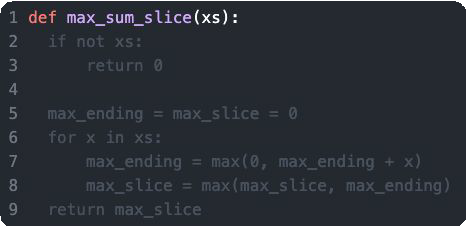 1 def max_sum_slice(xs):
2   if not xs:
3       return 0
4
5   max_ending = max_slice = 0
6   for x in xs:
7       max_ending = max(0, max_ending + x)
8       max_slice = max(max_slice, max_ending)
9   return max_slice